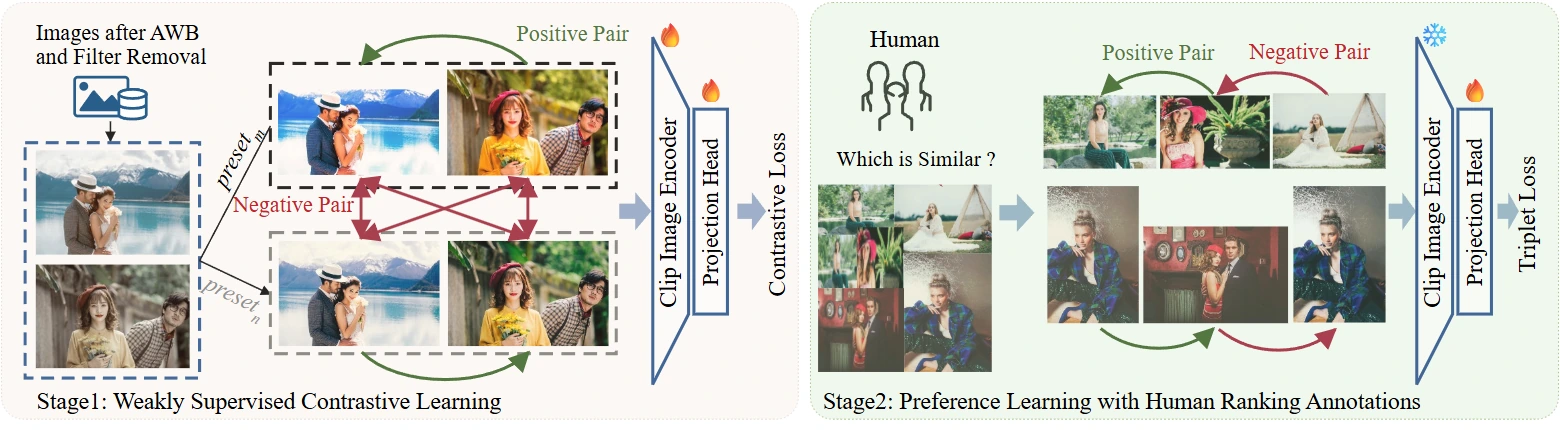 Images after AWB
and Filter Removal
preset m
preset n
Positive Pair
Negative Pair
Clip Image Encoder
Projection Head
Contrastive Loss
Stage1: Weakly Supervised Contrastive Learning
Human
Which is Similar ?
Positive Pair
Negative Pair
Clip Image Encoder
Projection Head
Triplet Loss
Stage2: Preference Learning with Human Ranking Annotations